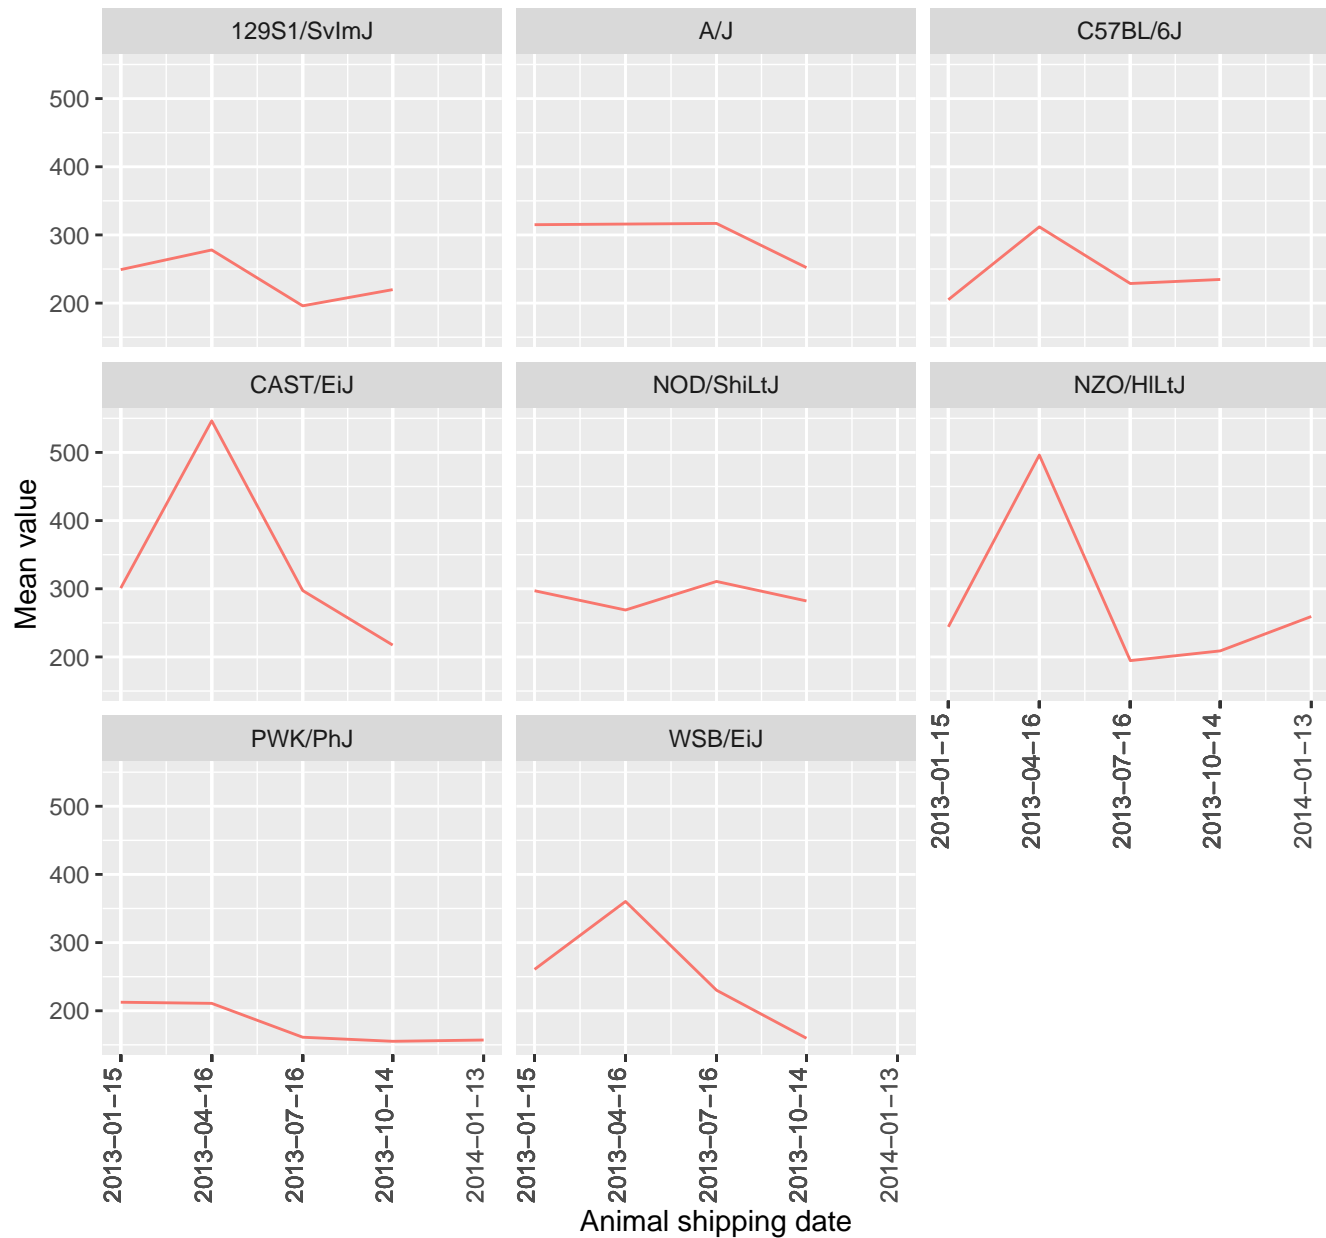 129S1/SvImJ
A/J
C57BL/6J
500
400
300
200
CAST/EiJ
NOD/ShiLtJ
NZO/HlLtJ
500
400
300
200
Mean value
2013−01−15
2013−04−16
2013−07−16
2013−10−14
2014−01−13
PWK/PhJ
WSB/EiJ
500
400
300
200
2013−01−15
2013−04−16
2013−07−16
2013−10−14
2014−01−13
2013−01−15
2013−04−16
2013−07−16
2013−10−14
2014−01−13
Animal shipping date